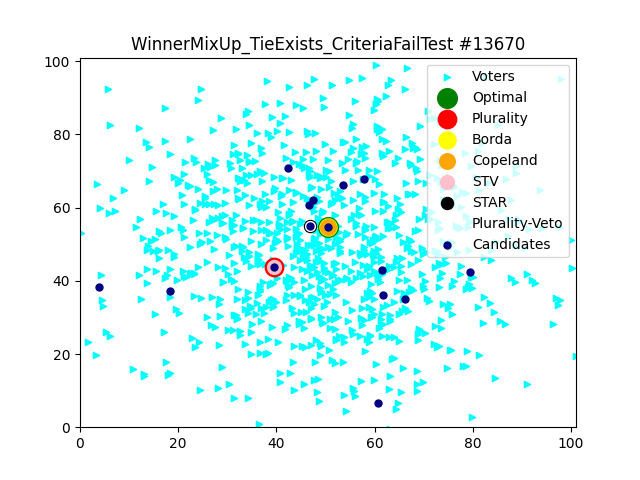 WinnerMixUp_TieExists_CriteriaFailTest #13670
100
80
60
40
20
0
0 20 40 60 80 100
Voters
Optimal
Plurality
Borda
Copeland
STV
STAR
Plurality-Veto
Candidates